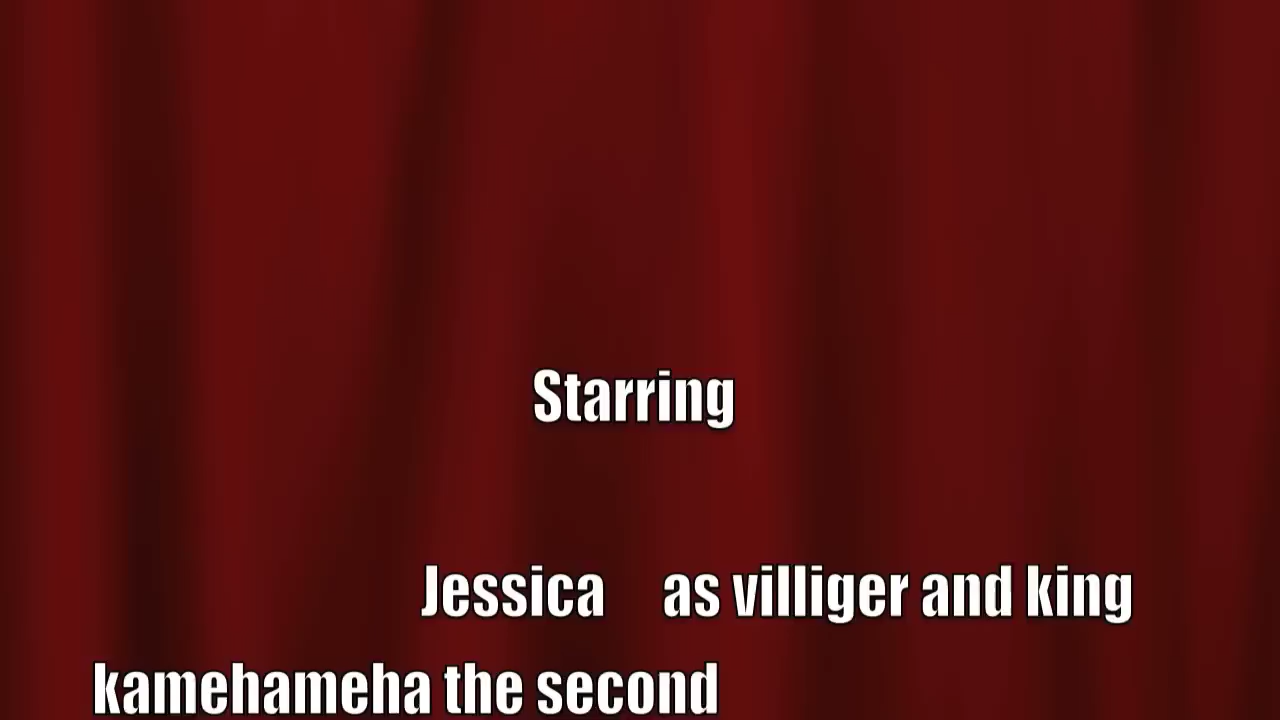 Starring
Jessica as villiger and king
kamehameha the second